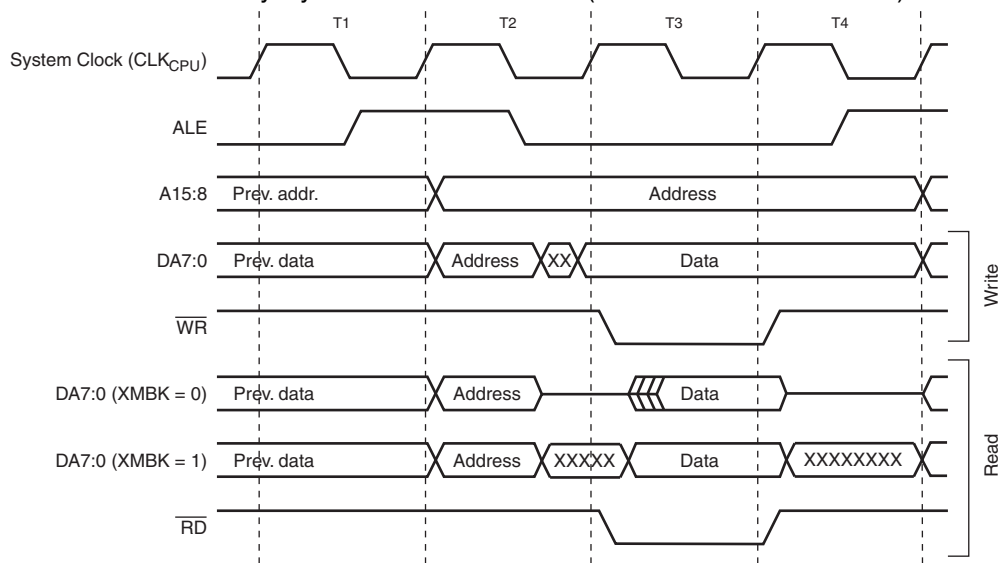 T1 T2 T3 T4
System Clock (CLKCPU)
ALE
A15:8 Prev. addr. Address
DA7:0 Prev. data Address XX Data
WR
Write
DA7:0 (XMBK = 0) Prev. data Address Data
DA7:0 (XMBK = 1) Prev. data Address XXXXX Data XXXXXXXX
RD
Read